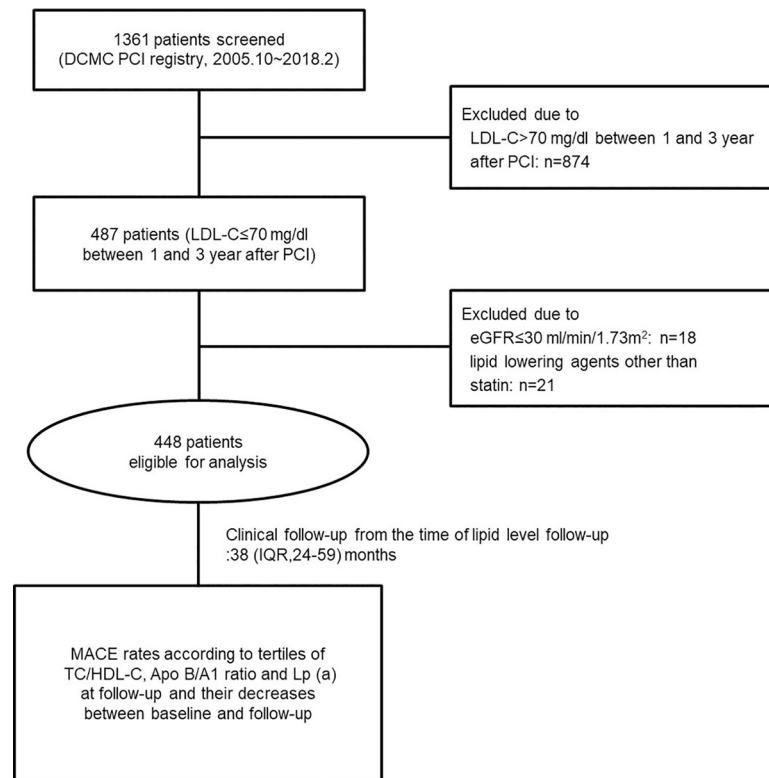 1361 patients screened
(DCMC PCI registry, 2005.10~2018.2)
Excluded due to
LDL-C>70 mg/dl between 1 and 3 year
after PCI: n=874
487 patients (LDL-C≤70 mg/dl
between 1 and 3 year after PCI)
Excluded due to
eGFR≤30 ml/min/1.73m²: n=18
lipid lowering agents other than
statin: n=21
448 patients
eligible for analysis
Clinical follow-up from the time of lipid level follow-up
:38 (IQR,24-59) months
MACE rates according to tertiles of
TC/HDL-C, Apo B/A1 ratio and Lp (a)
at follow-up and their decreases
between baseline and follow-up